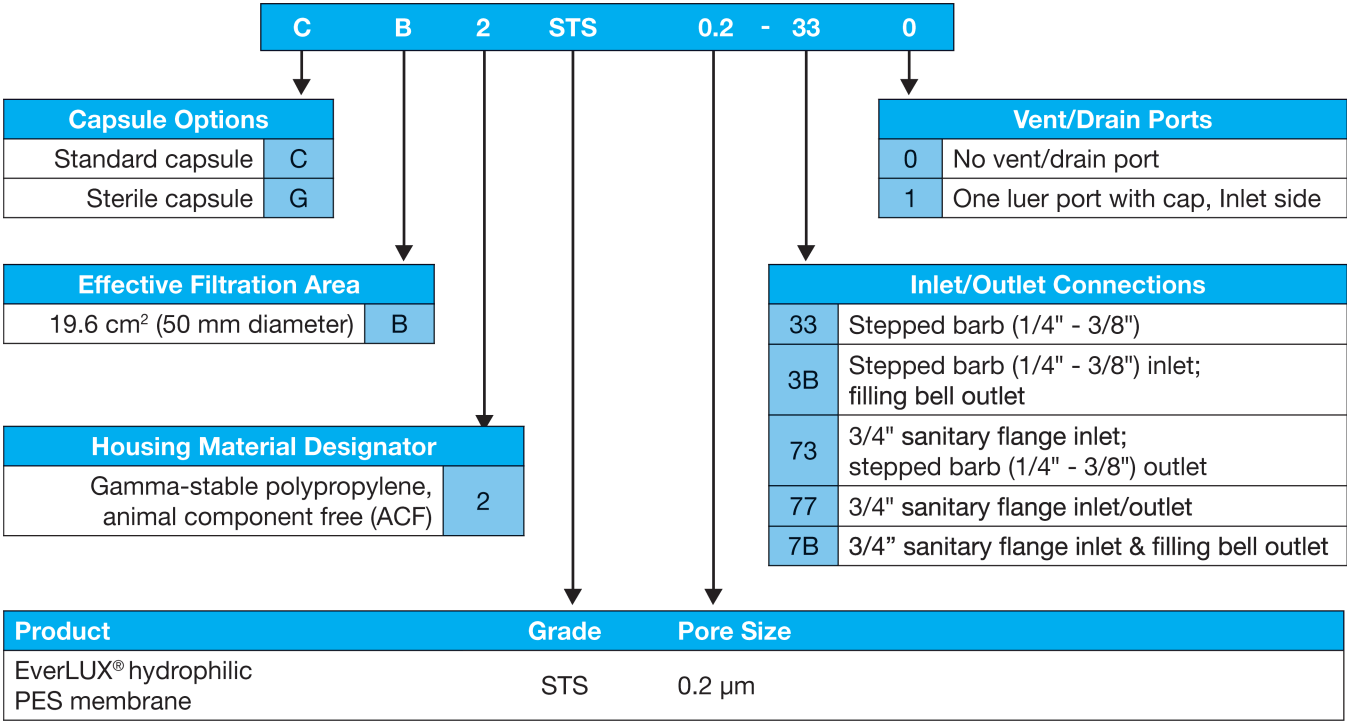 C B 2 STS 0.2 - 33 0
Capsule Options
Standard capsule C
Sterile capsule G
Vent/Drain Ports
0 No vent/drain port
1 One luer port with cap, Inlet side
Effective Filtration Area
19.6 cm² (50 mm diameter) B
Inlet/Outlet Connections
33 Stepped barb (1/4" - 3/8")
3B Stepped barb (1/4" - 3/8") inlet;
filling bell outlet
73 3/4" sanitary flange inlet;
stepped barb (1/4" - 3/8") outlet
77 3/4" sanitary flange inlet/outlet
7B 3/4” sanitary flange inlet & filling bell outlet
Housing Material Designator
Gamma-stable polypropylene,
animal component free (ACF) 2
Product Grade Pore Size
EverLUX® hydrophilic
PES membrane STS 0.2 µm